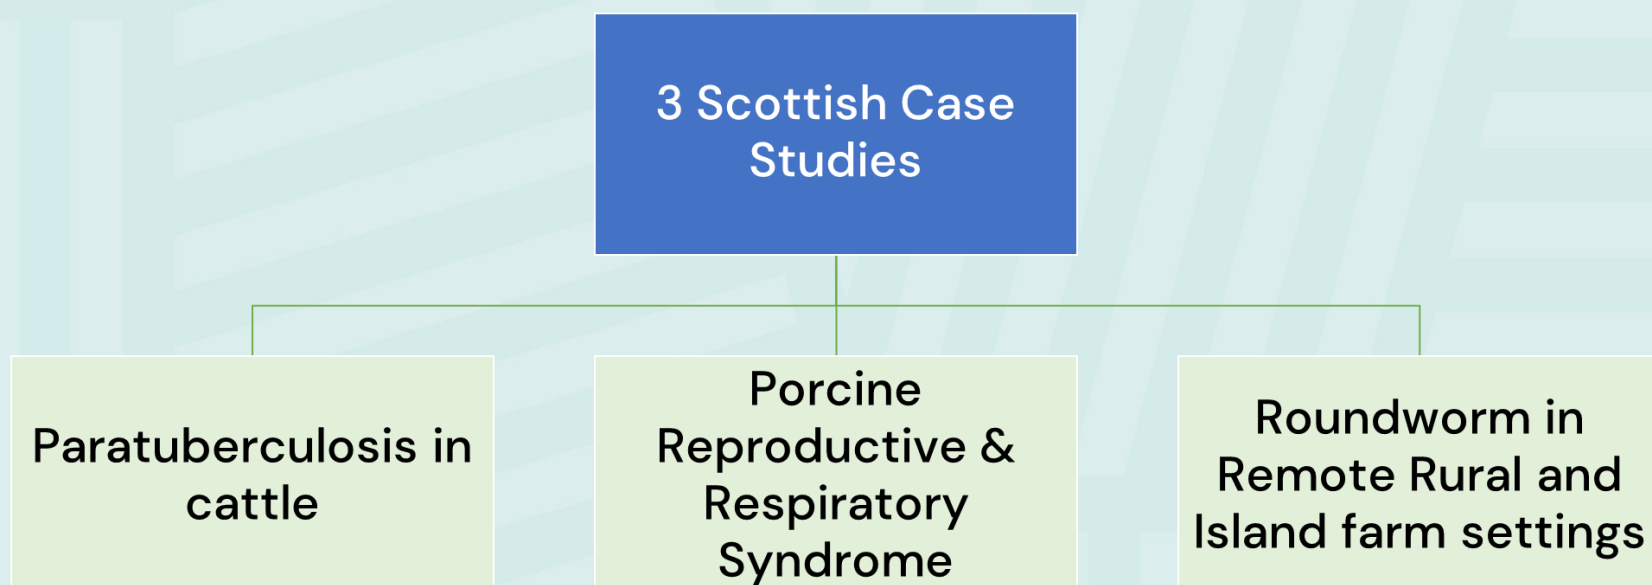 3 Scottish Case
Studies
Paratuberculosis in
cattle
Porcine
Reproductive &
Respiratory
Syndrome
Roundworm in
Remote Rural and
Island farm settings